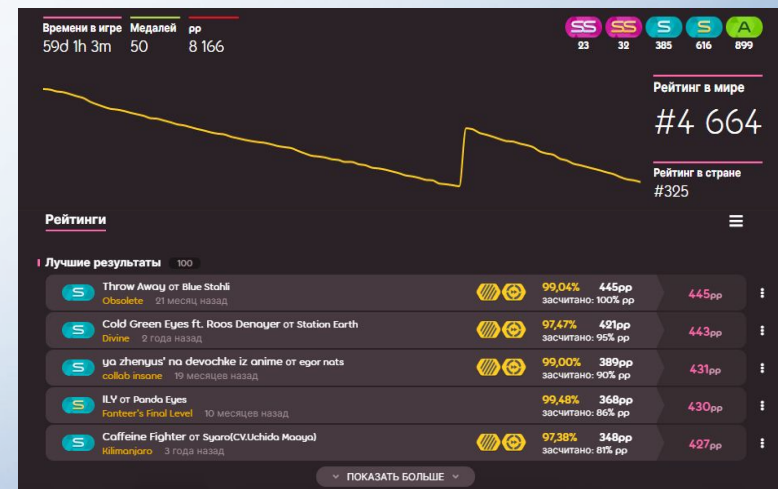 Времени в игре Медалей pp
59d 1h 3m 50 8 166
SS SS S S A
23 32 385 616 899
Рейтинг в мире
#4 664
Рейтинг в стране
#325
Рейтинги
Лучшие результаты 100
S Throw Away от Blue Stahli 99,04% 445pp 445pp
Obsolete 21 месяц назад засчитано: 100% pp
S Cold Green Eyes ft. Roos Denayer от Station Earth 97,47% 421pp 443pp
Divine 2 года назад засчитано: 95% pp
S ya zhenyus' na devochke iz anime от egor nats 99,00% 389pp 431pp
collab insane 19 месяцев назад засчитано: 90% pp
S ILY от Panda Eyes 99,48% 368pp 430pp
Fanteer's Final Level 10 месяцев назад засчитано: 86% pp
S Caffeine Fighter от Syaro(CV.Uchida Maaya) 97,38% 348pp 427pp
Kilimanjaro 3 года назад засчитано: 81% pp
ПОКАЗАТЬ БОЛЬШЕ